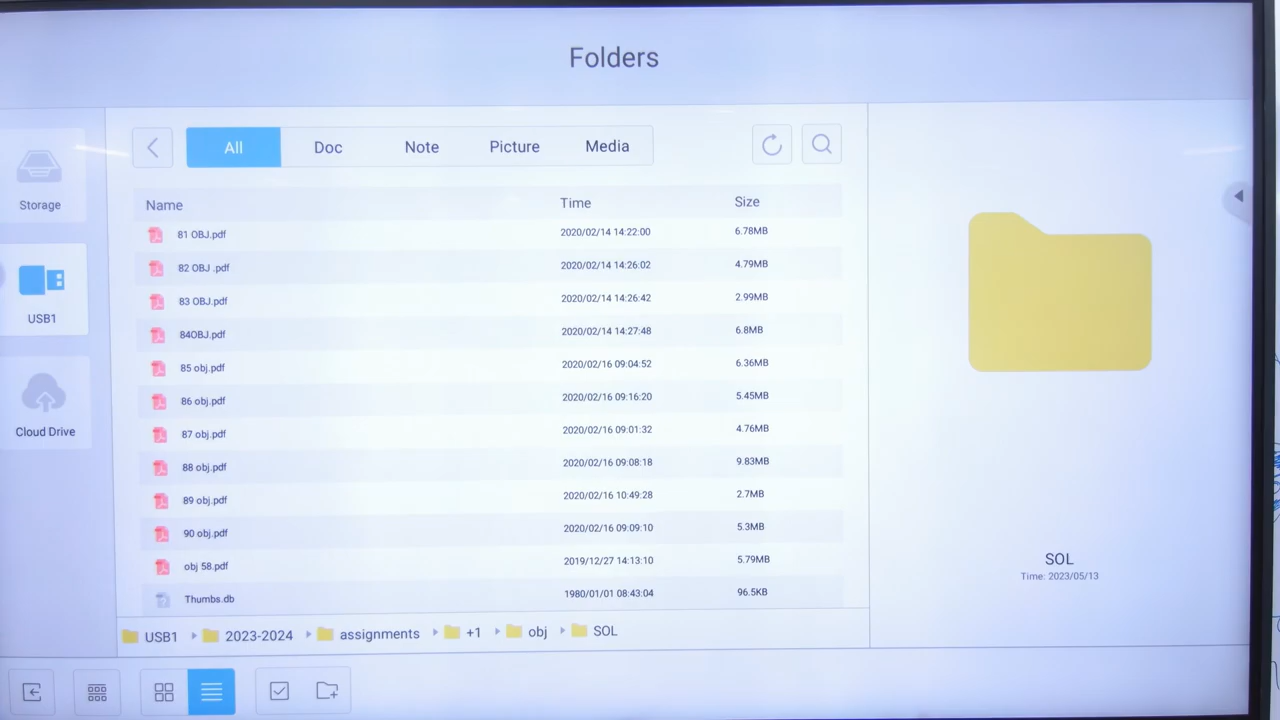 Folders
All Doc Note Picture Media
Storage
USB1
Cloud Drive
Name Time Size
81 OBJ.pdf 2020/02/14 14:22:00 6.78MB
82 OBJ .pdf 2020/02/14 14:26:02 4.79MB
83 OBJ.pdf 2020/02/14 14:26:42 2.99MB
84OBJ.pdf 2020/02/14 14:27:48 6.8MB
85 obj.pdf 2020/02/16 09:04:52 6.36MB
86 obj.pdf 2020/02/16 09:16:20 5.45MB
87 obj.pdf 2020/02/16 09:01:32 4.76MB
88 obj.pdf 2020/02/16 09:08:18 9.83MB
89 obj.pdf 2020/02/16 10:49:28 2.7MB
90 obj.pdf 2020/02/16 09:09:10 5.3MB
obj 58.pdf 2019/12/27 14:13:10 5.79MB
Thumbs.db 1980/01/01 08:43:04 96.5KB
SOL
Time: 2023/05/13
USB1 2023-2024 assignments +1 obj SOL